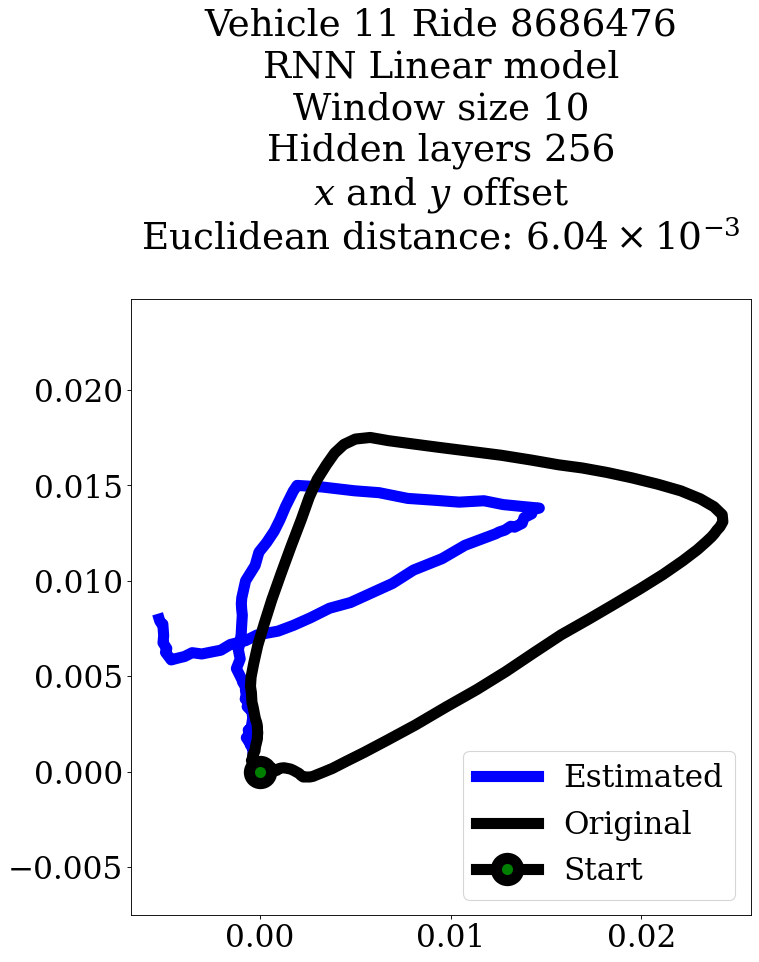 Vehicle 11 Ride 8686476
RNN Linear model
Window size 10
Hidden layers 256
x and y offset
Euclidean distance: 6.04 × 10⁻³
0.020
0.015
0.010
0.005
0.000
−0.005
Estimated
Original
Start
0.00 0.01 0.02